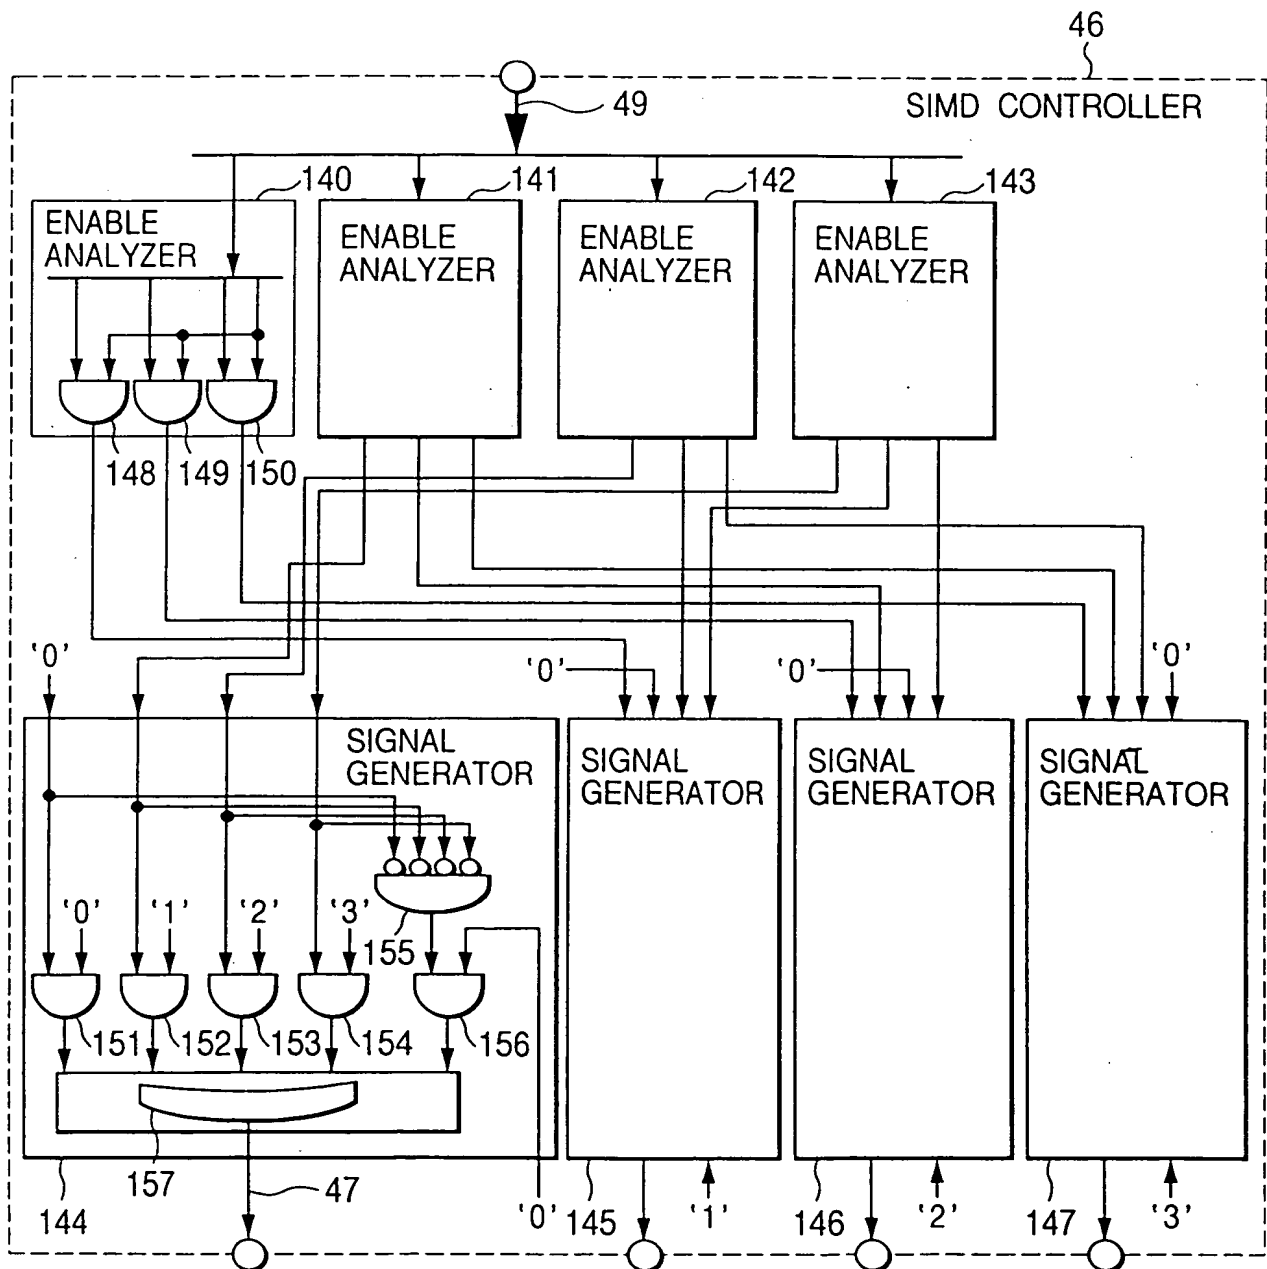 46
49
SIMD CONTROLLER
140
141
142
143
ENABLE
ANALYZER
ENABLE
ANALYZER
ENABLE
ANALYZER
ENABLE
ANALYZER
148
149
150
'0'
'0'
'0'
'0'
SIGNAL
GENERATOR
SIGNAL
GENERATOR
SIGNAL
GENERATOR
SIGNAL
GENERATOR
'0'
'1'
'2'
'3'
155
151
152
153
154
156
157
47
144
'0'
145
'1'
146
'2'
147
'3'